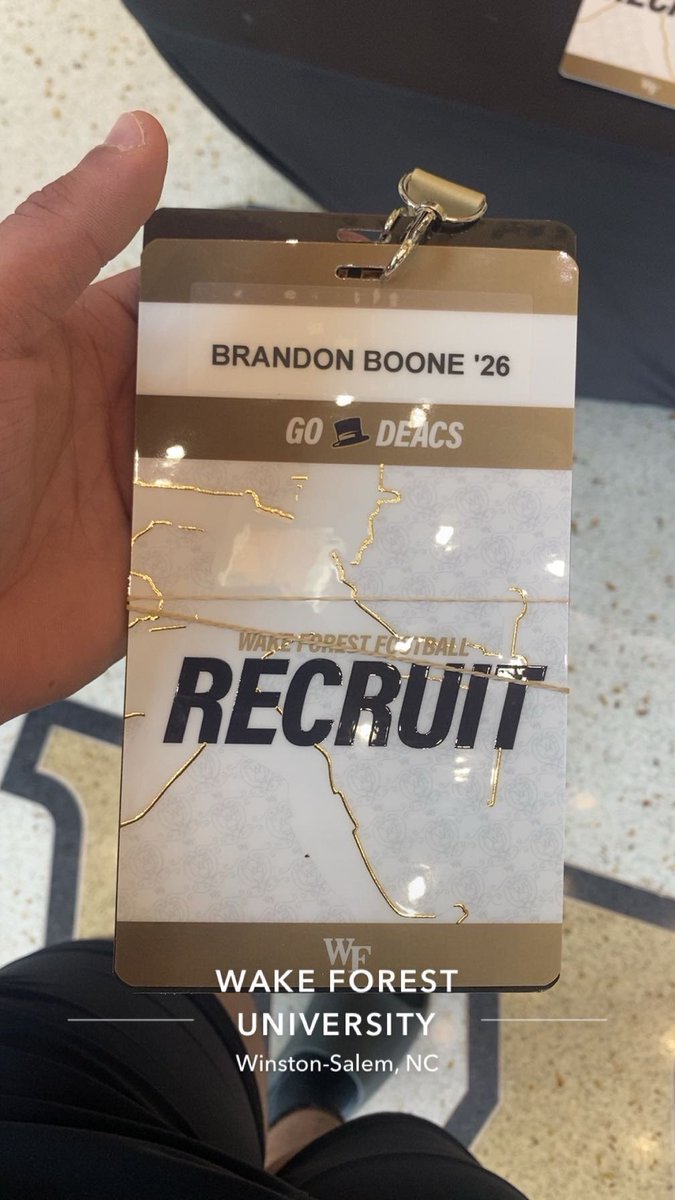 BRANDON BOONE '26
GO DEACS
WAKE FOREST FOOTBALL
RECRUIT
WF
WAKE FOREST
UNIVERSITY
Winston-Salem, NC